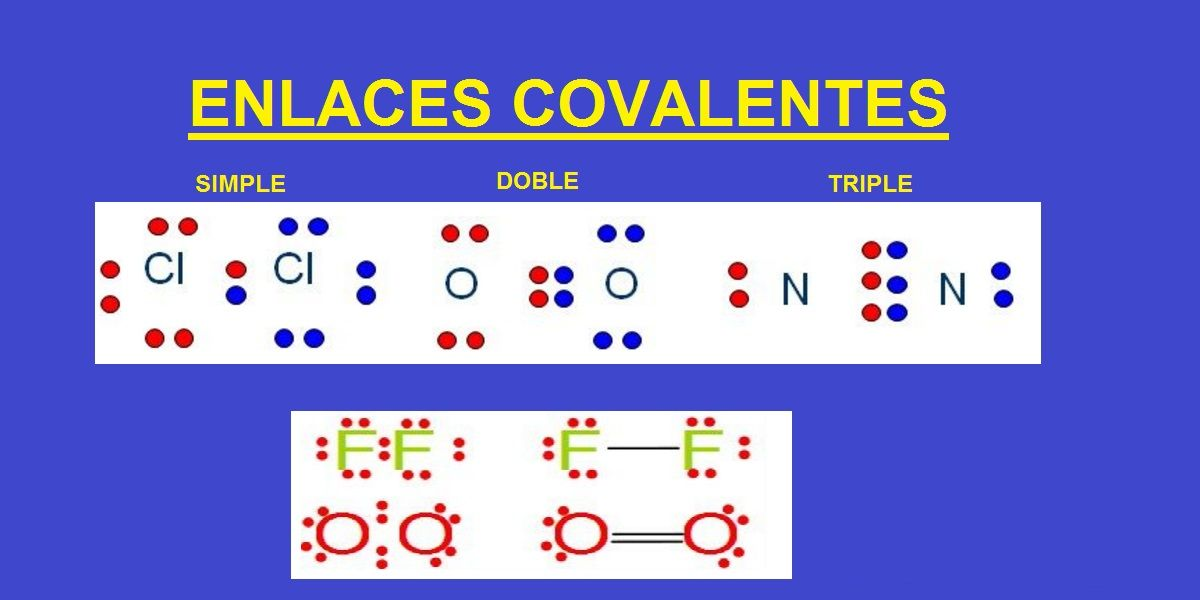 ENLACES COVALENTES
SIMPLE DOBLE TRIPLE
Cl Cl O O N N
F F F F
O O O O